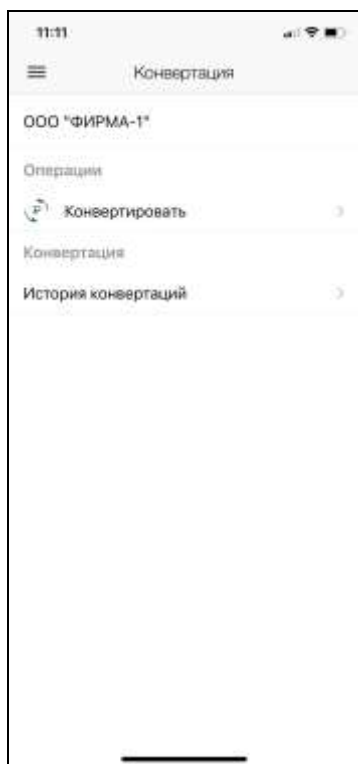 11:11
Конвертация
ООО "ФИРМА-1"
Операции
Конвертировать
Конвертация
История конвертаций